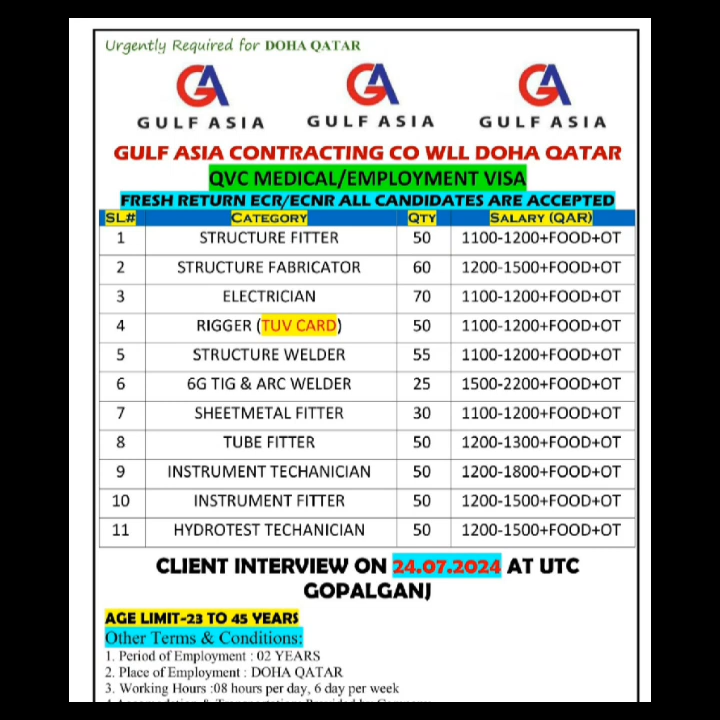 Urgently Required for DOHA QATAR
GA GA GA
GULF ASIA GULF ASIA GULF ASIA
GULF ASIA CONTRACTING CO WLL DOHA QATAR
QVC MEDICAL/EMPLOYMENT VISA
FRESH RETURN ECR/ECNR ALL CANDIDATES ARE ACCEPTED
SL# CATEGORY QTY SALARY (QAR)
1 STRUCTURE FITTER 50 1100-1200+FOOD+OT
2 STRUCTURE FABRICATOR 60 1200-1500+FOOD+OT
3 ELECTRICIAN 70 1100-1200+FOOD+OT
4 RIGGER (TUV CARD) 50 1100-1200+FOOD+OT
5 STRUCTURE WELDER 55 1100-1200+FOOD+OT
6 6G TIG & ARC WELDER 25 1500-2200+FOOD+OT
7 SHEETMETAL FITTER 30 1100-1200+FOOD+OT
8 TUBE FITTER 50 1200-1300+FOOD+OT
9 INSTRUMENT TECHANICIAN 50 1200-1800+FOOD+OT
10 INSTRUMENT FITTER 50 1200-1500+FOOD+OT
11 HYDROTEST TECHANICIAN 50 1200-1500+FOOD+OT
CLIENT INTERVIEW ON 24.07.2024 AT UTC
GOPALGANJ
AGE LIMIT-23 TO 45 YEARS
Other Terms & Conditions:
1. Period of Employment : 02 YEARS
2. Place of Employment : DOHA QATAR
3. Working Hours :08 hours per day, 6 day per week